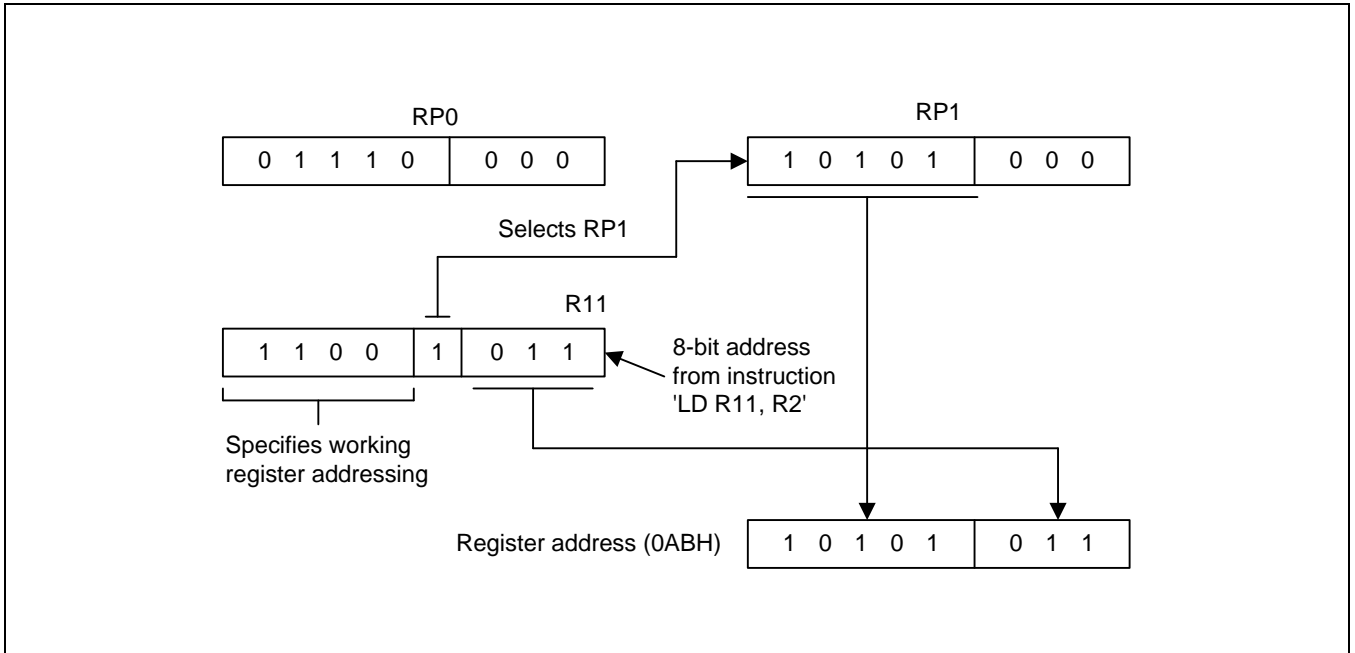 RP0
RP1
0 1 1 1 0 0 0 0
1 0 1 0 1 0 0 0
Selects RP1
R11
1 1 0 0 1 0 1 1
8-bit address
from instruction
'LD R11, R2'
Specifies working
register addressing
Register address (0ABH)
1 0 1 0 1 0 1 1